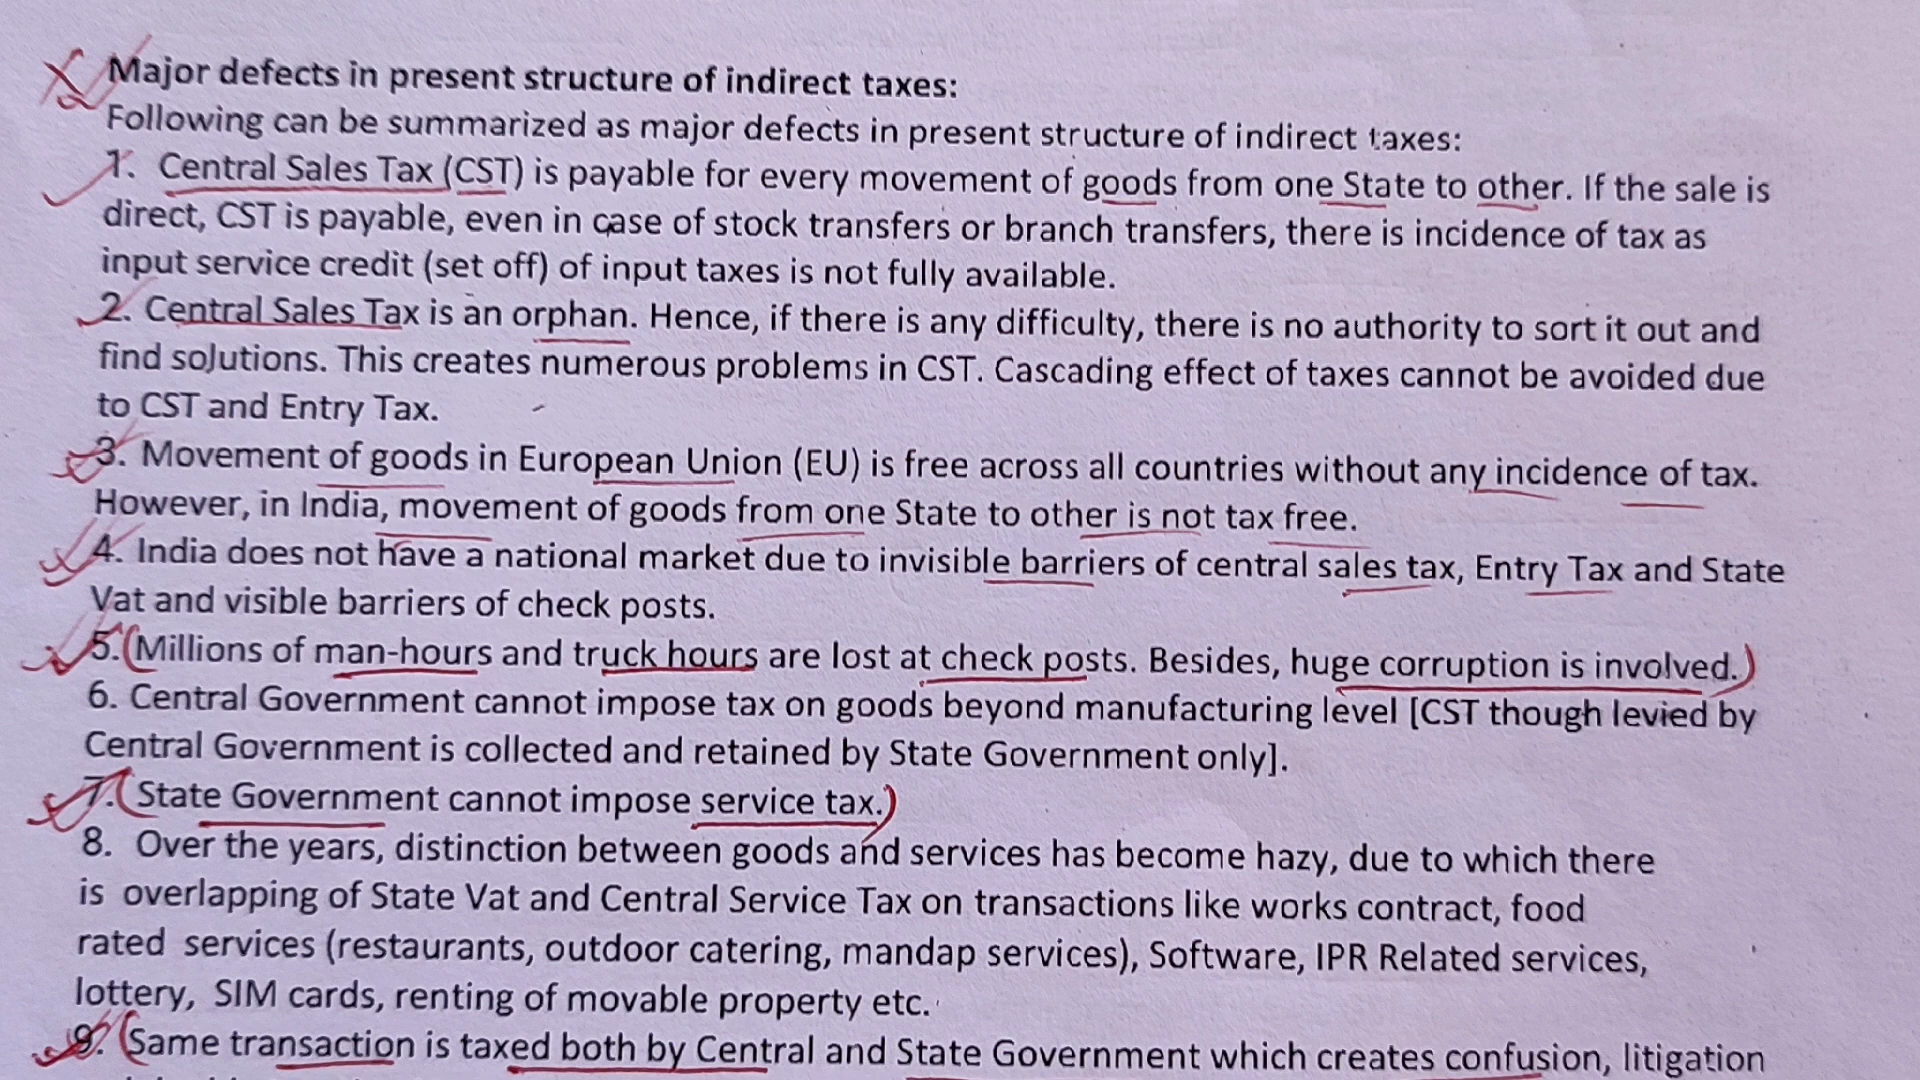 Major defects in present structure of indirect taxes:
Following can be summarized as major defects in present structure of indirect taxes:
1. Central Sales Tax (CST) is payable for every movement of goods from one State to other. If the sale is
direct, CST is payable, even in case of stock transfers or branch transfers, there is incidence of tax as
input service credit (set off) of input taxes is not fully available.
2. Central Sales Tax is an orphan. Hence, if there is any difficulty, there is no authority to sort it out and
find solutions. This creates numerous problems in CST. Cascading effect of taxes cannot be avoided due
to CST and Entry Tax.
3. Movement of goods in European Union (EU) is free across all countries without any incidence of tax.
However, in India, movement of goods from one State to other is not tax free.
4. India does not have a national market due to invisible barriers of central sales tax, Entry Tax and State
Vat and visible barriers of check posts.
5. (Millions of man-hours and truck hours are lost at check posts. Besides, huge corruption is involved.)
6. Central Government cannot impose tax on goods beyond manufacturing level [CST though levied by
Central Government is collected and retained by State Government only].
7. (State Government cannot impose service tax.)
8. Over the years, distinction between goods and services has become hazy, due to which there
is overlapping of State Vat and Central Service Tax on transactions like works contract, food
rated services (restaurants, outdoor catering, mandap services), Software, IPR Related services,
lottery, SIM cards, renting of movable property etc.
9. (Same transaction is taxed both by Central and State Government which creates confusion, litigation